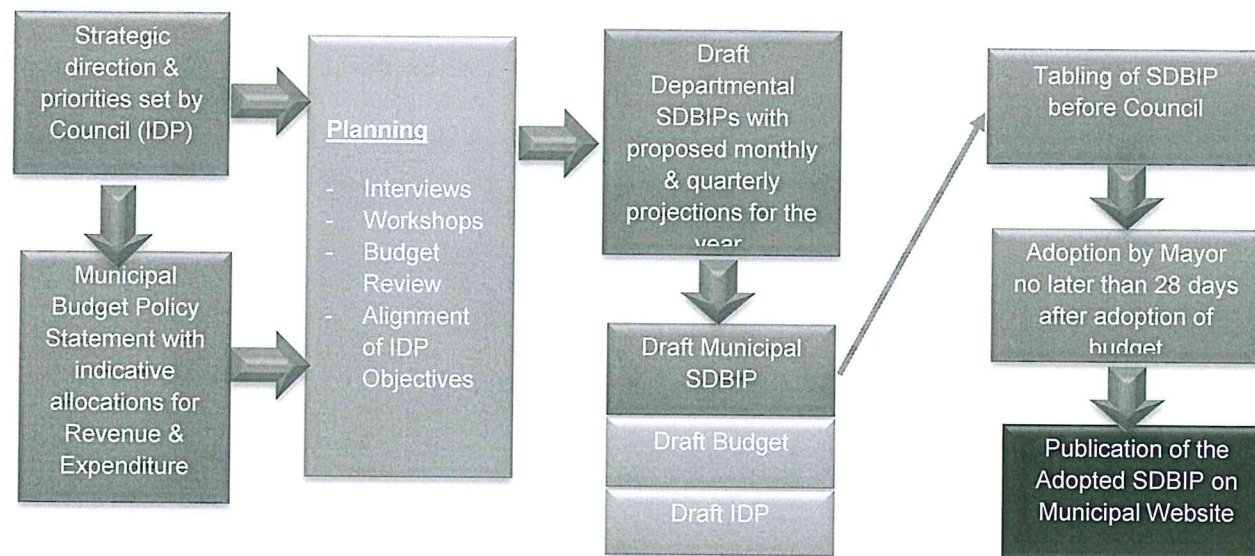 Strategic
direction &
priorities set by
Council (IDP)
Municipal
Budget Policy
Statement with
indicative
allocations for
Revenue &
Expenditure
Planning
- Interviews
- Workshops
- Budget
Review
- Alignment
of IDP
Objectives
Draft
Departmental
SDBIPs with
proposed monthly
& quarterly
projections for the
year
Draft Municipal
SDBIP
Draft Budget
Draft IDP
Tabling of SDBIP
before Council
Adoption by Mayor
no later than 28 days
after adoption of
budget
Publication of the
Adopted SDBIP on
Municipal Website